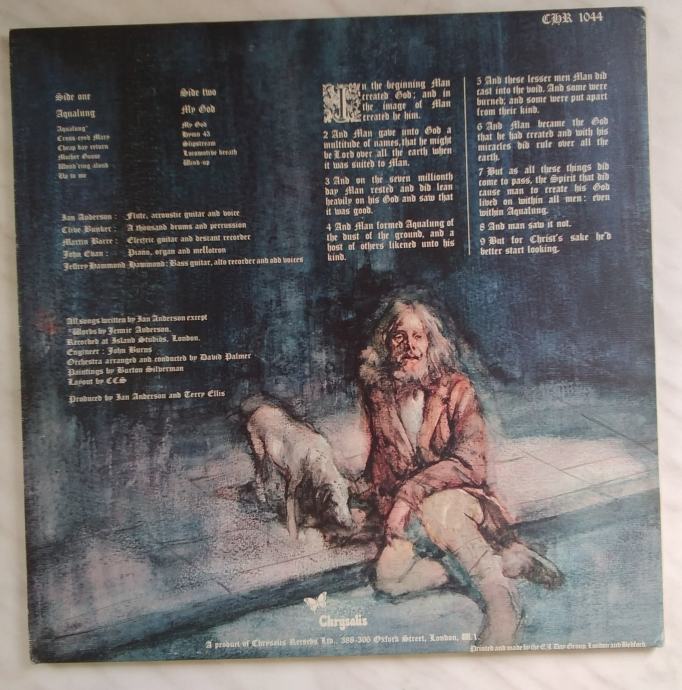 CHR 1044
Side one
Aqualung
Aqualung*
Cross-eyed Mary
Cheap day return
Mother Goose
Wond'ring aloud
Up to me
Side two
My God
My God
Hymn 43
Slipstream
Locomotive breath
Wind-up
Ian Anderson : Flute, accoustic guitar and voice
Clive Bunker : A thousand drums and percussion
Martin Barre : Electric guitar and descant recorder
John Evan : Piano, organ and mellotron
Jeffrey Hammond Hammond: Bass guitar, alto recorder and odd voices
All songs written by Ian Anderson except
*Words by Jennie Anderson.
Recorded at Island Studios, London.
Engineer : John Burns
Orchestra arranged and conducted by David Palmer
Paintings by Burton Silverman
Layout by CCS
Produced by Ian Anderson and Terry Ellis
In the beginning Man
created God; and in
the image of Man
created he him.
2 And Man gave unto God a
multitude of names, that he might
be Lord over all the earth when
it was suited to Man.
3 And on the seven millionth
day Man rested and did lean
heavily on his God and saw that
it was good.
4 And Man formed Aqualung of
the dust of the ground, and a
host of others likened unto his
kind.
5 And these lesser men Man did
cast into the void. And some were
burned; and some were put apart
from their kind.
6 And Man became the God
that he had created and with his
miracles did rule over all the
earth.
7 But as all these things did
come to pass, the Spirit that did
cause man to create his God
lived on within all men: even
within Aqualung.
8 And man saw it not.
9 But for Christ's sake he'd
better start looking.
Chrysalis
A product of Chrysalis Records Ltd., 388-396 Oxford Street, London, W.1.
Printed and made by the E.J. Day Group, London and Bedford.